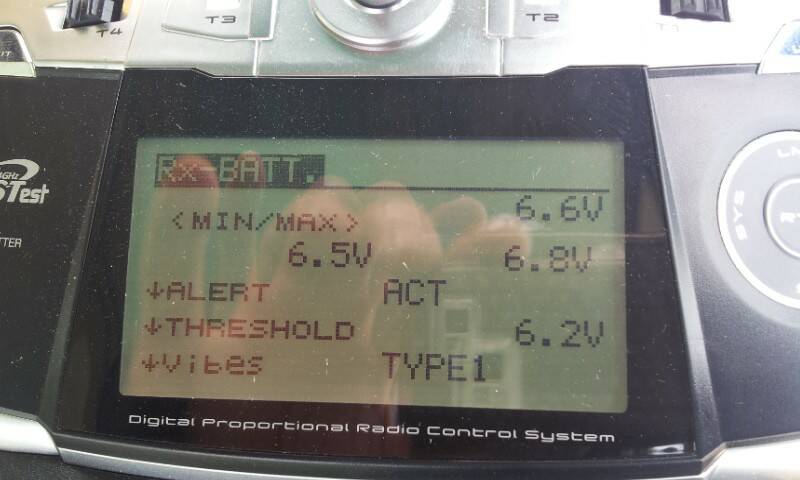 T4
T3
T2
Rx-BATT.
6.6V
<MIN/MAX>
6.5V 6.8V
↓ALERT ACT
↓THRESHOLD 6.2V
↓Vibes TYPE1
Digital Proportional Radio Control System
SYS